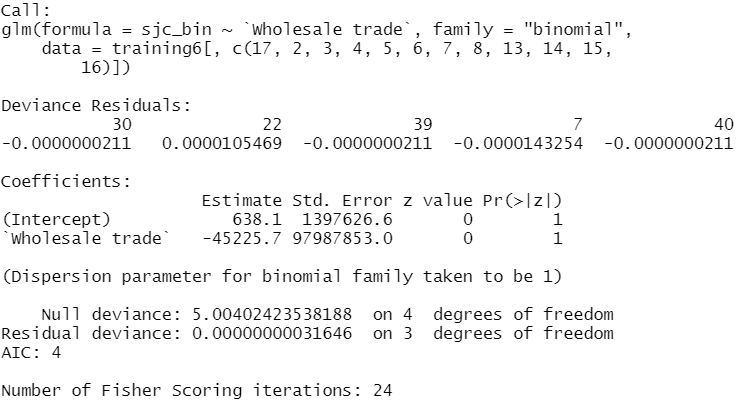 Call:
glm(formula = sjc_bin ~ `Wholesale trade`, family = "binomial",
    data = training6[, c(17, 2, 3, 4, 5, 6, 7, 8, 13, 14, 15,
        16)])

Deviance Residuals:
           30             22             39              7             40
-0.0000000211   0.0000105469  -0.0000000211  -0.0000143254  -0.0000000211

Coefficients:
                  Estimate Std. Error z value Pr(>|z|)
(Intercept)          638.1  1397626.6       0        1
`Wholesale trade` -45225.7 97987853.0       0        1

(Dispersion parameter for binomial family taken to be 1)

    Null deviance: 5.00402423538188  on 4  degrees of freedom
Residual deviance: 0.00000000031646  on 3  degrees of freedom
AIC: 4

Number of Fisher Scoring iterations: 24